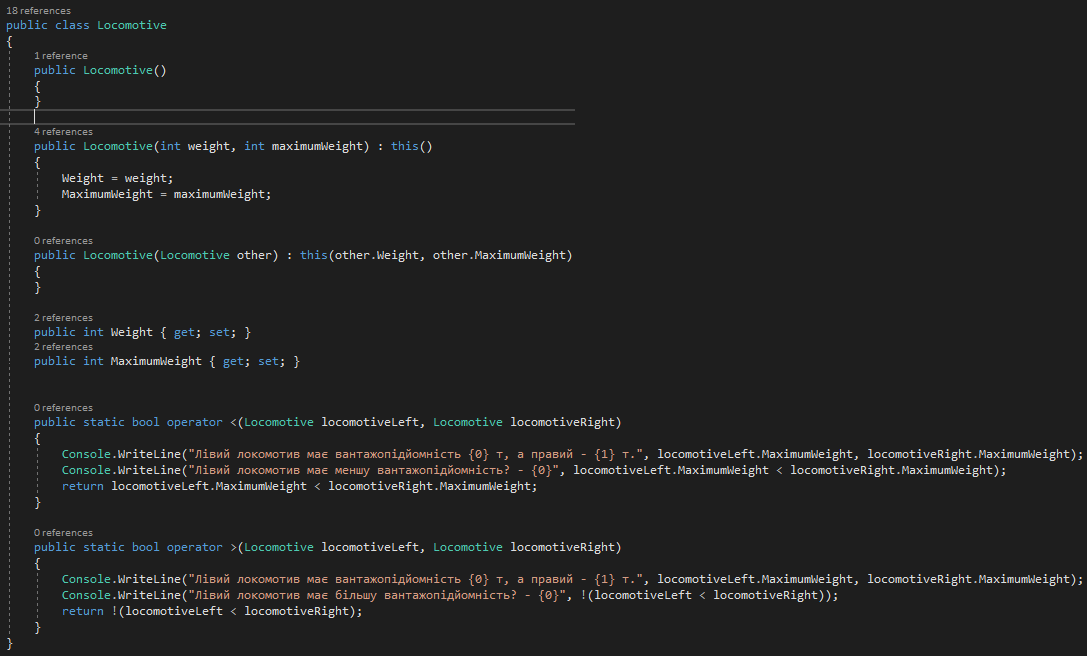 18 references
public class Locomotive
{
1 reference
public Locomotive()
{
}
4 references
public Locomotive(int weight, int maximumWeight) : this()
{
Weight = weight;
MaximumWeight = maximumWeight;
}
0 references
public Locomotive(Locomotive other) : this(other.Weight, other.MaximumWeight)
{
}
2 references
public int Weight { get; set; }
2 references
public int MaximumWeight { get; set; }
0 references
public static bool operator <(Locomotive locomotiveLeft, Locomotive locomotiveRight)
{
Console.WriteLine("Лівий локомотив має вантажопідйомність {0} т, а правий - {1} т.", locomotiveLeft.MaximumWeight, locomotiveRight.MaximumWeight);
Console.WriteLine("Лівий локомотив має меншу вантажопідйомність? - {0}", locomotiveLeft.MaximumWeight < locomotiveRight.MaximumWeight);
return locomotiveLeft.MaximumWeight < locomotiveRight.MaximumWeight;
}
0 references
public static bool operator >(Locomotive locomotiveLeft, Locomotive locomotiveRight)
{
Console.WriteLine("Лівий локомотив має вантажопідйомність {0} т, а правий - {1} т.", locomotiveLeft.MaximumWeight, locomotiveRight.MaximumWeight);
Console.WriteLine("Лівий локомотив має більшу вантажопідйомність? - {0}", !(locomotiveLeft < locomotiveRight));
return !(locomotiveLeft < locomotiveRight);
}
}